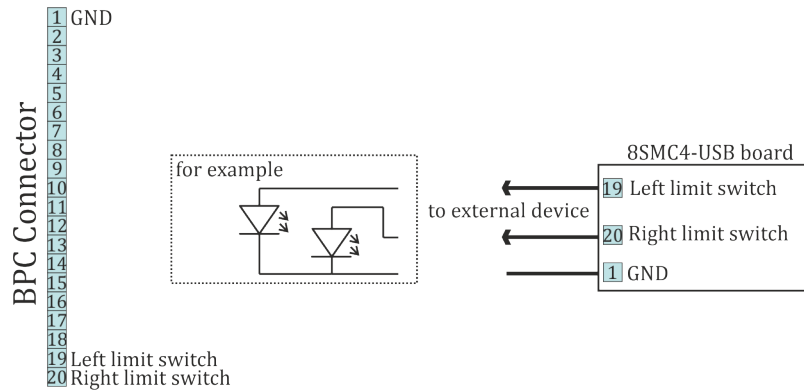 BPC Connector
1 GND
2
3
4
5
6
7
8
9
10
11
12
13
14
15
16
17
18
19 Left limit switch
20 Right limit switch
for example
to external device
8SMC4-USB board
19 Left limit switch
20 Right limit switch
1 GND